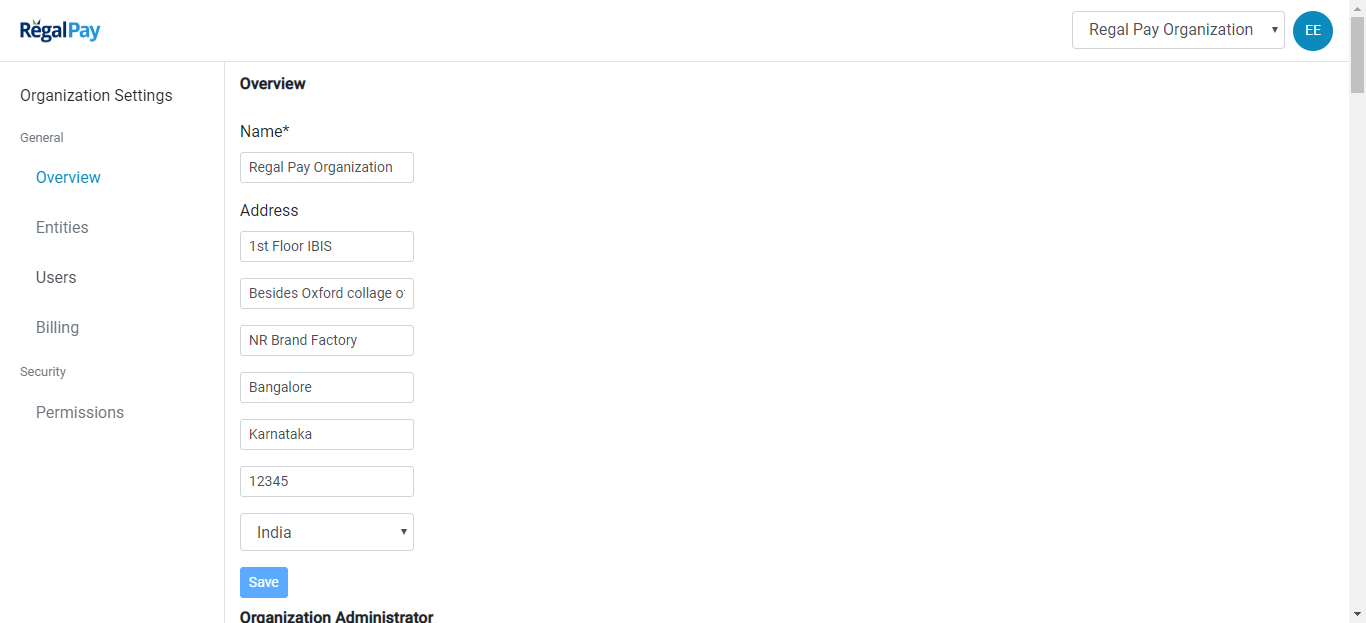 RegalPay
Regal Pay Organization
EE
Organization Settings
General
Overview
Entities
Users
Billing
Security
Permissions
Overview
Name*
Regal Pay Organization
Address
1st Floor IBIS
Besides Oxford collage o
NR Brand Factory
Bangalore
Karnataka
12345
India
Save
Organization Administrator